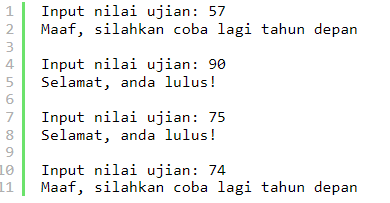 1 Input nilai ujian: 57
2 Maaf, silahkan coba lagi tahun depan
3
4 Input nilai ujian: 90
5 Selamat, anda lulus!
6
7 Input nilai ujian: 75
8 Selamat, anda lulus!
9
10 Input nilai ujian: 74
11 Maaf, silahkan coba lagi tahun depan